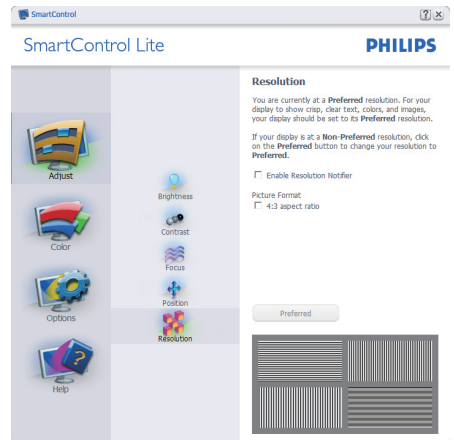 SmartControl
? ×
SmartControl Lite
PHILIPS
Adjust
Color
Options
Help
Brightness
Contrast
Focus
Position
Resolution
Resolution
You are currently at a Preferred resolution. For your
display to show crisp, clear text, colors, and images,
your display should be set to its Preferred resolution.
If your display is at a Non-Preferred resolution, click
on the Preferred button to change your resolution to
Preferred.
Enable Resolution Notifier
Picture Format
4:3 aspect ratio
Preferred